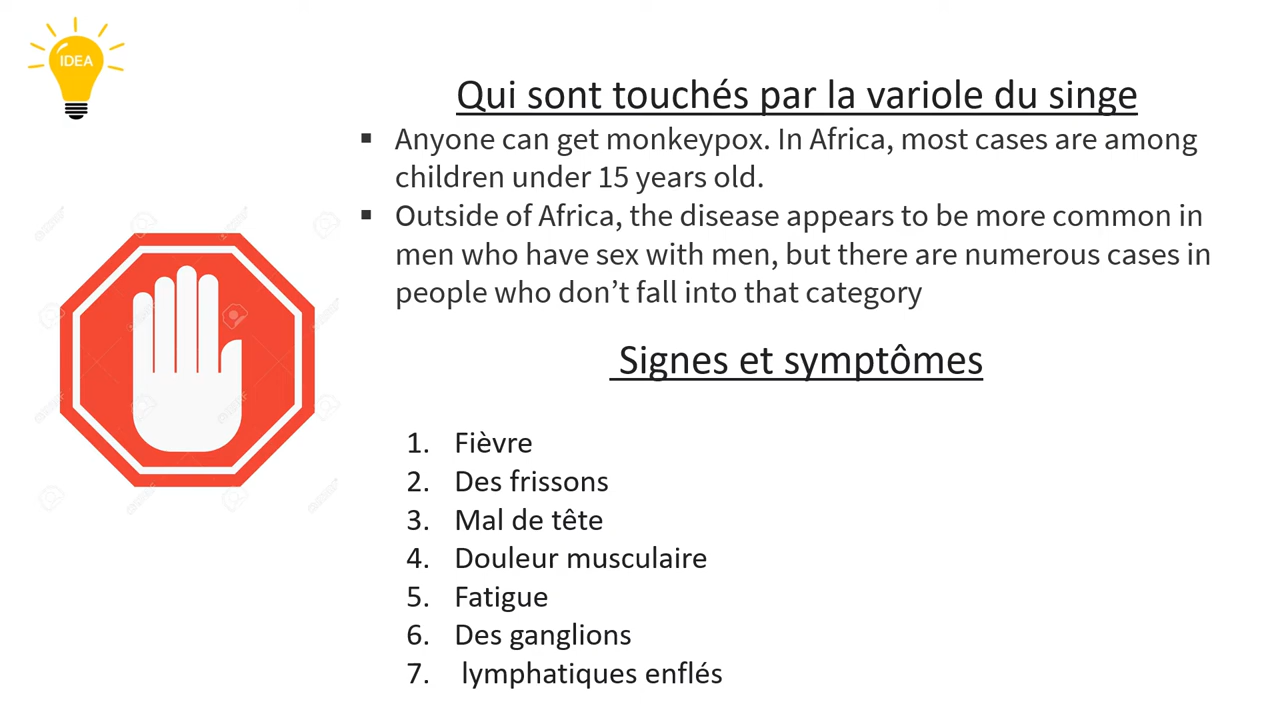 IDEA
Qui sont touchés par la variole du singe
▪ Anyone can get monkeypox. In Africa, most cases are among
children under 15 years old.
▪ Outside of Africa, the disease appears to be more common in
men who have sex with men, but there are numerous cases in
people who don’t fall into that category
Signes et symptômes
1. Fièvre
2. Des frissons
3. Mal de tête
4. Douleur musculaire
5. Fatigue
6. Des ganglions
7. lymphatiques enflés